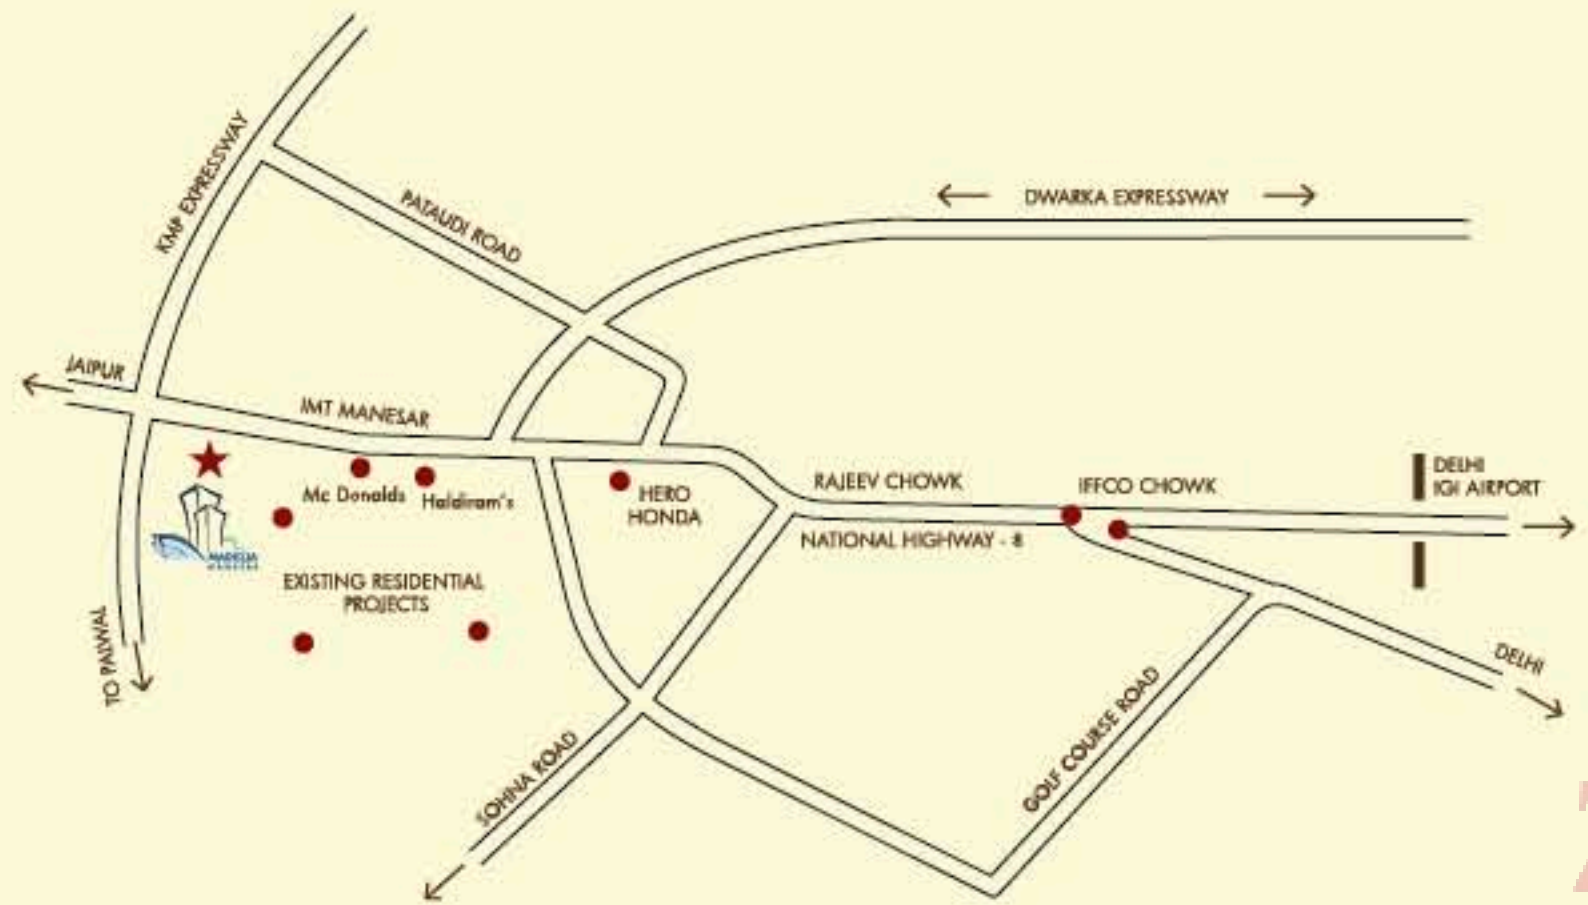 KMP EXPRESSWAY
PATAUDI ROAD
DWARKA EXPRESSWAY
JAIPUR
IMT MANESAR
Mc Donalds
Haldiram's
HERO
HONDA
RAJEEV CHOWK
NATIONAL HIGHWAY - 8
IFFCO CHOWK
DELHI
IGI AIRPORT
EXISTING RESIDENTIAL
PROJECTS
TO PALWAL
DELHI
GOLF COURSE ROAD
SOHNA ROAD